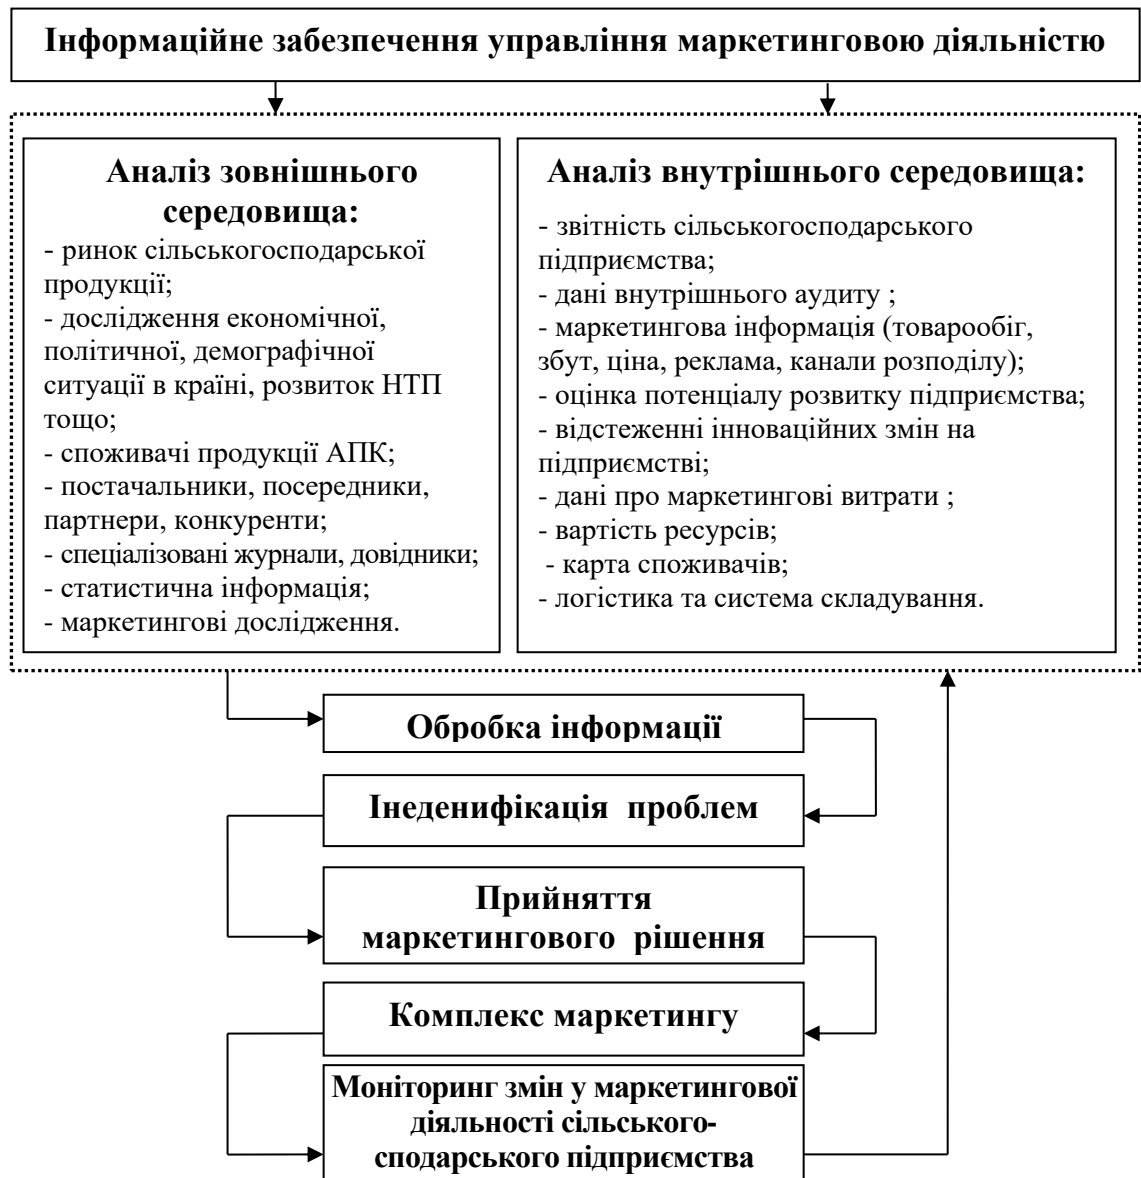 Інформаційне забезпечення управління маркетинговою діяльністю
Аналіз зовнішнього
середовища:
- ринок сільськогосподарської
продукції;
- дослідження економічної,
політичної, демографічної
ситуації в країні, розвиток НТП
тощо;
- споживачі продукції АПК;
- постачальники, посередники,
партнери, конкуренти;
- спеціалізовані журнали, довідники;
- статистична інформація;
- маркетингові дослідження.
Аналіз внутрішнього середовища:
- звітність сільськогосподарського
підприємства;
- дані внутрішнього аудиту ;
- маркетингова інформація (товарообіг,
збут, ціна, реклама, канали розподілу);
- оцінка потенціалу розвитку підприємства;
- відстеженні інноваційних змін на
підприємстві;
- дані про маркетингові витрати ;
- вартість ресурсів;
- карта споживачів;
- логістика та система складування.
Обробка інформації
Інеденифікація проблем
Прийняття
маркетингового рішення
Комплекс маркетингу
Моніторинг змін у маркетингової
діяльності сільського-
сподарського підприємства